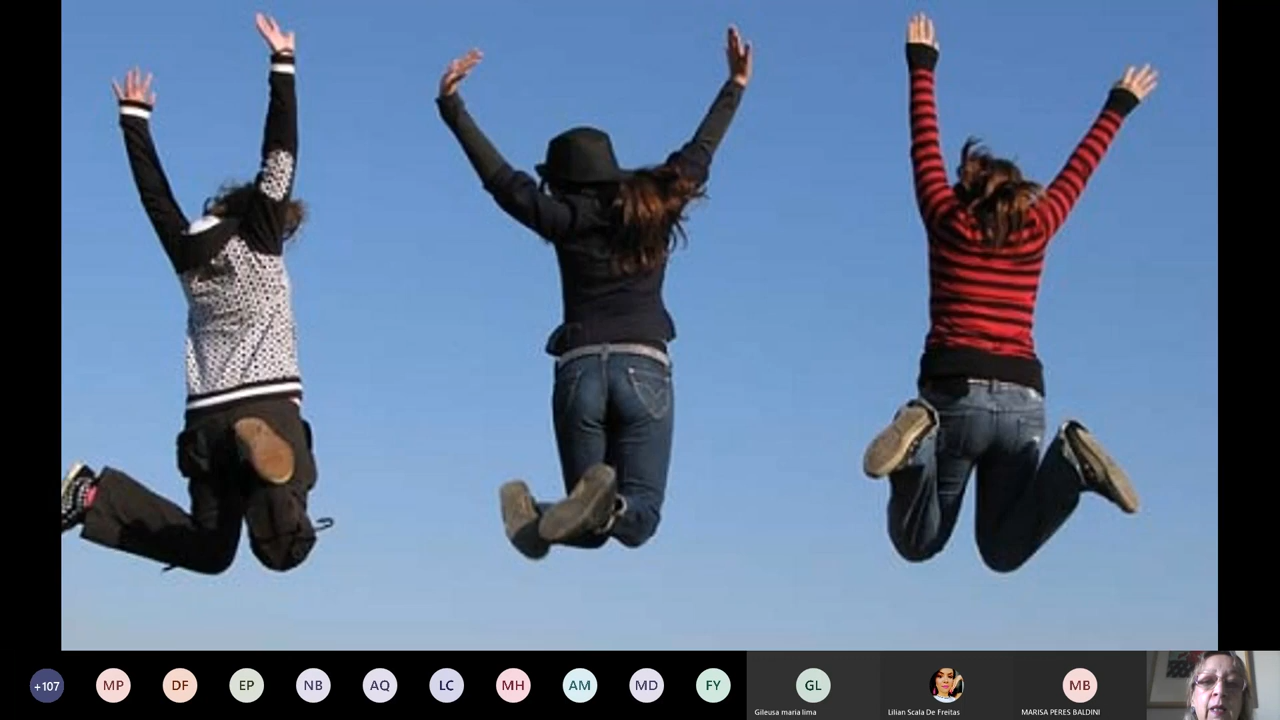 +107
MP
DF
EP
NB
AQ
LC
MH
AM
MD
FY
GL
Gileusa maria lima
Lilian Scala De Freitas
MB
MARISA PERES BALDINI